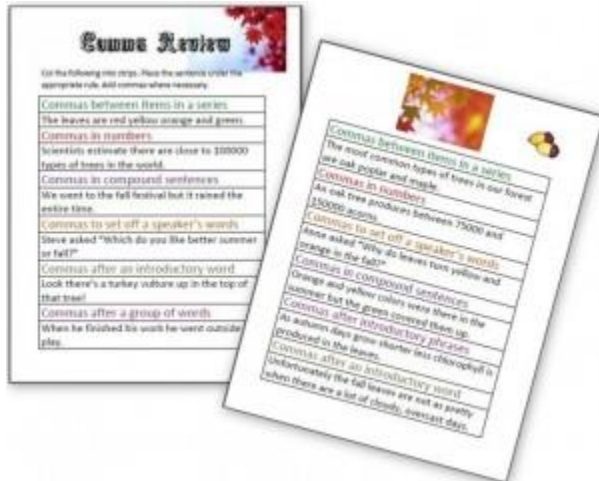 Comma Review
Cut the following into strips. Place the sentence under the
appropriate rule. Add commas where necessary.
Commas between items in a series
The leaves are red yellow orange and green.
Commas in numbers
Scientists estimate there are close to 100000
types of trees in the world.
Commas in compound sentences
We went to the fall festival but it rained the
entire time.
Commas to set off a speaker's words
Steve asked "Which do you like better summer
or fall?"
Commas after an introductory word
Look there's a turkey vulture up in the top of
that tree!
Commas after a group of words
When he finished his work he went outside
play.
Commas between items in a series
The most common types of trees in our forest
are oak poplar and maple.
Commas in numbers
An oak tree produces between 75000 and
150000 acorns.
Commas to set off a speaker's words
Anne asked "Why do leaves turn yellow and
orange in the fall?"
Commas in compound sentences
Orange and yellow colors were there in the
summer but the green covered them up.
Commas after introductory phrases
As autumn days grow shorter less chlorophyll is
produced in the leaves.
Commas after an introductory word
Unfortunately the fall leaves are not as pretty
when there are a lot of cloudy, overcast days.